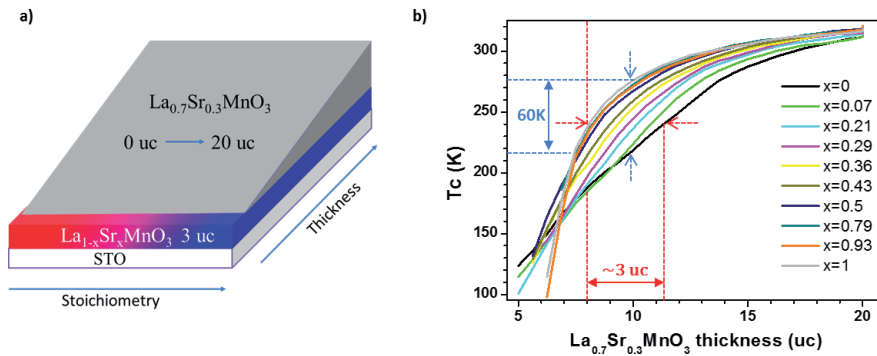 a)
La0.7Sr0.3MnO3
0 uc → 20 uc
La1-xSrxMnO3 3 uc
STO
Stoichiometry
Thickness
b)
Tc (K)
300
250
200
150
100
60K
~3 uc
x=0
x=0.07
x=0.21
x=0.29
x=0.36
x=0.43
x=0.5
x=0.79
x=0.93
x=1
5 10 15 20
La0.7Sr0.3MnO3 thickness (uc)